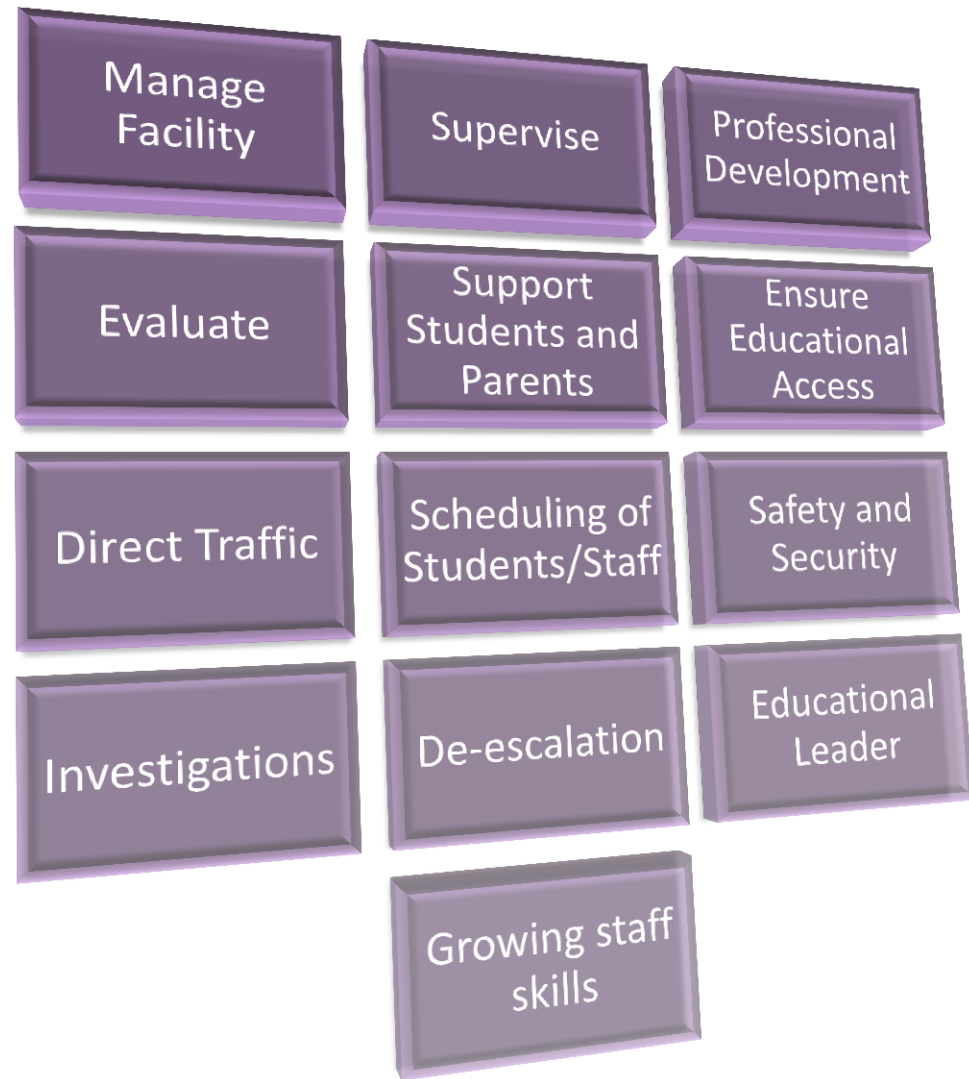 Manage
Facility
Supervise
Professional
Development
Evaluate
Support
Students and
Parents
Ensure
Educational
Access
Direct Traffic
Scheduling of
Students/Staff
Safety and
Security
Investigations
De-escalation
Educational
Leader
Growing staff
skills